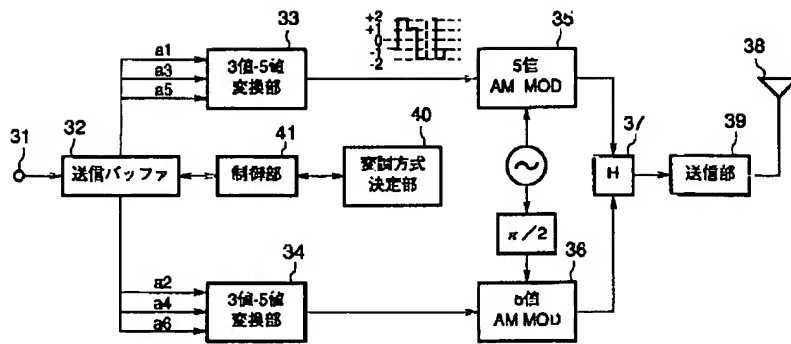 +2
+1
0
-1
-2
33
35
38
a1
a3
a5
3値-5値
変換部
5値
AM MOD
31
32
41
40
37
39
送信バッファ
制御部
変調方式
決定部
H
送信部
π/2
34
36
a2
a4
a6
3値-5値
変換部
5値
AM MOD